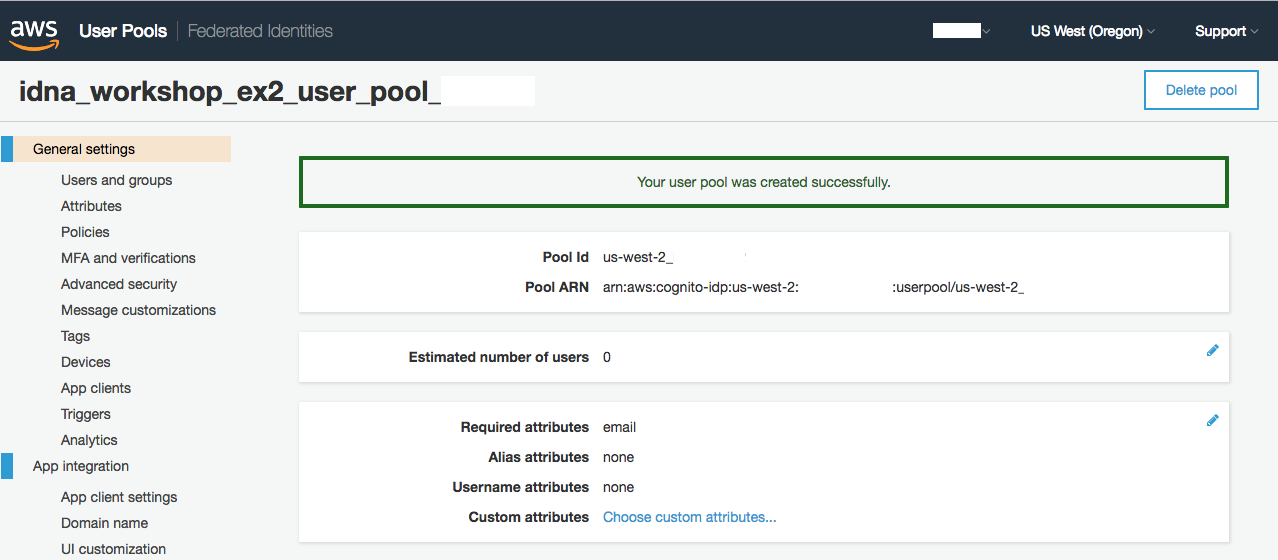 aws User Pools Federated Identities US West (Oregon) Support
idna_workshop_ex2_user_pool_ Delete pool
General settings
Users and groups
Attributes
Policies
MFA and verifications
Advanced security
Message customizations
Tags
Devices
App clients
Triggers
Analytics
App integration
App client settings
Domain name
UI customization
Your user pool was created successfully.
Pool Id us-west-2_
Pool ARN arn:aws:cognito-idp:us-west-2: :userpool/us-west-2_
Estimated number of users 0
Required attributes email
Alias attributes none
Username attributes none
Custom attributes Choose custom attributes...